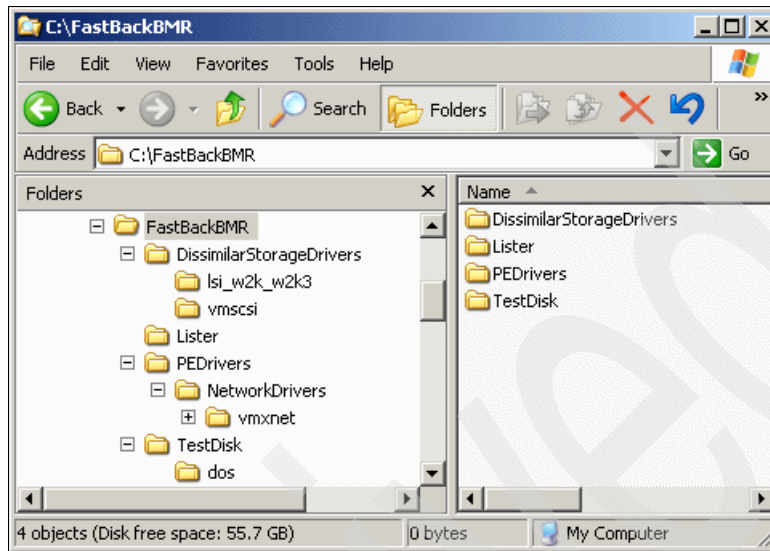 C:\FastBackBMR
File Edit View Favorites Tools Help
Back Search Folders »
Address C:\FastBackBMR Go
Folders x
FastBackBMR
DissimilarStorageDrivers
lsi_w2k_w2k3
vmscsi
Lister
PEDrivers
NetworkDrivers
vmxnet
TestDisk
dos
Name
DissimilarStorageDrivers
Lister
PEDrivers
TestDisk
4 objects (Disk free space: 55.7 GB) 0 bytes My Computer